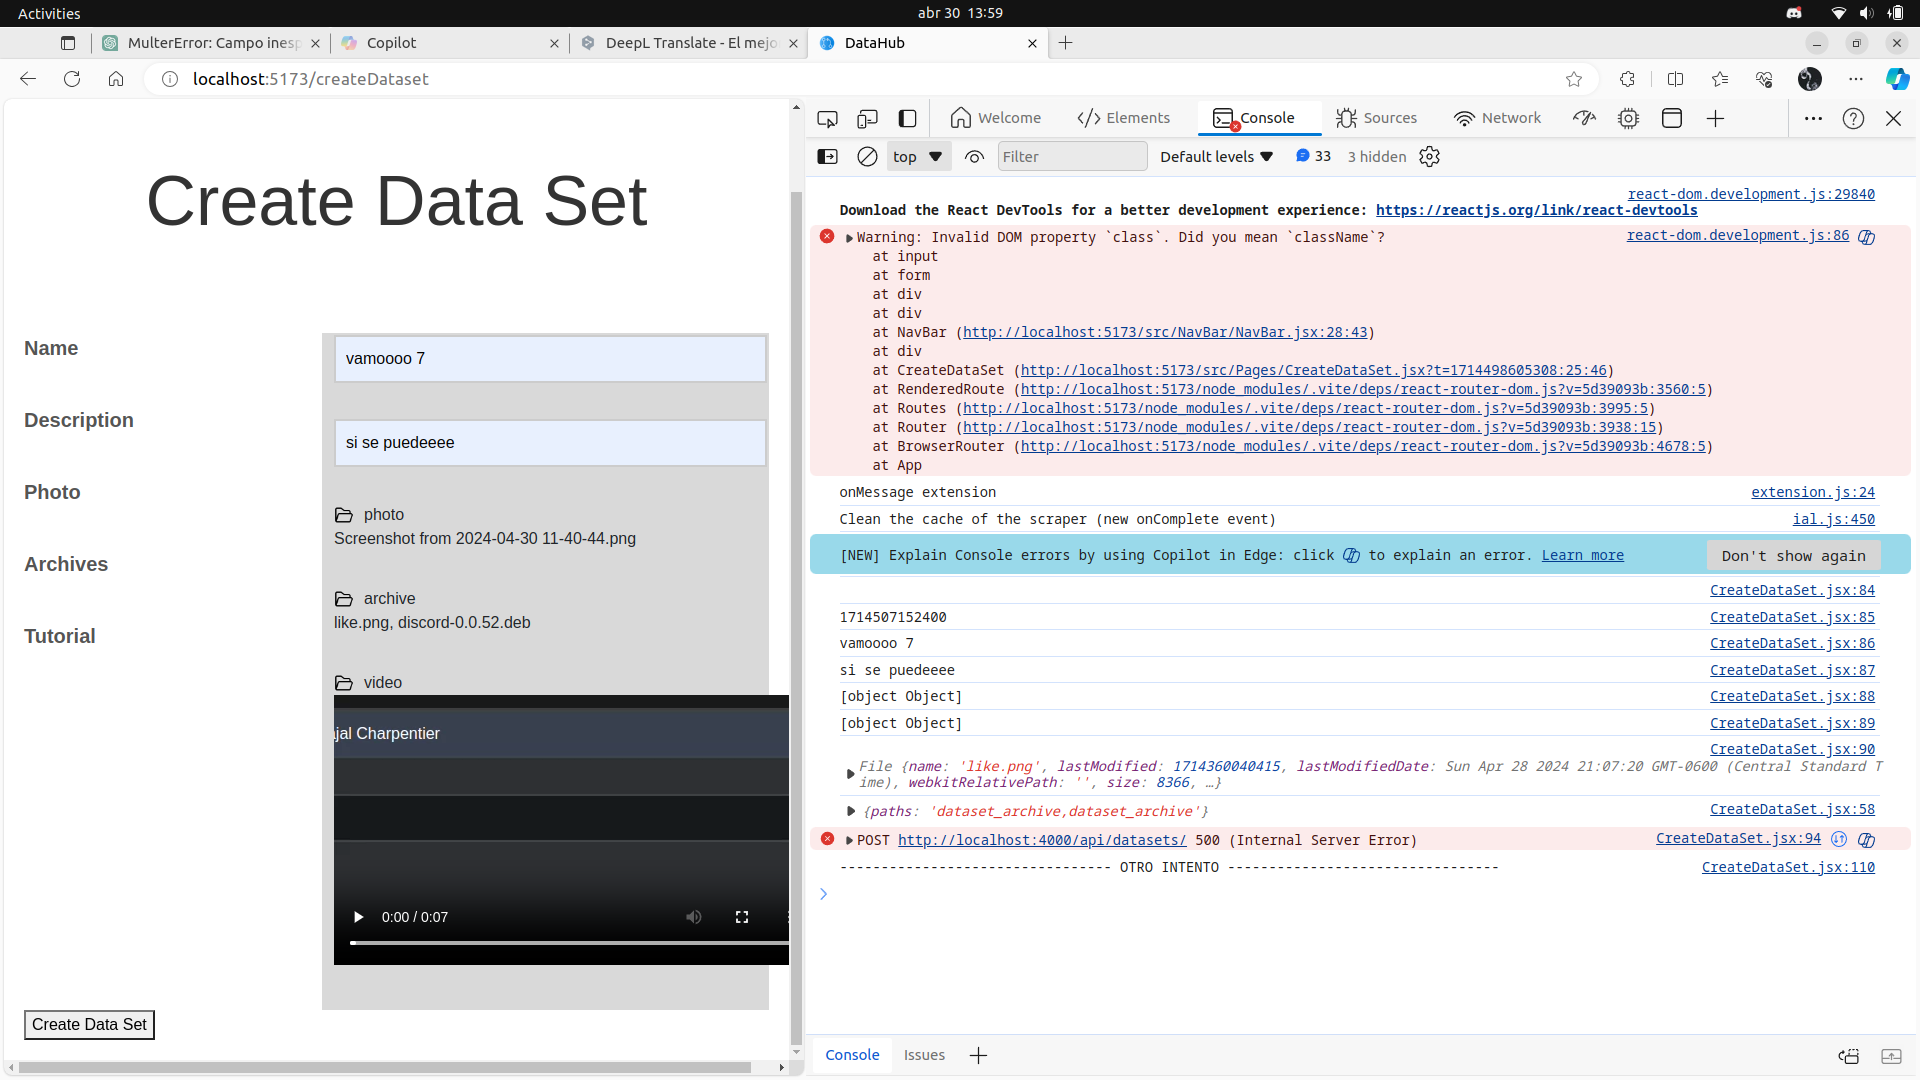 Activities
abr 30 13:59
MulterError: Campo inesp
Copilot
DeepL Translate - El mejo
DataHub
localhost:5173/createDataset
Create Data Set
Name
vamoooo 7
Description
si se puedeeee
Photo
photo
Screenshot from 2024-04-30 11-40-44.png
Archives
archive
like.png, discord-0.0.52.deb
Tutorial
video
ajal Charpentier
0:00 / 0:07
Create Data Set
Welcome
Elements
Console
Sources
Network
top
Filter
Default levels
33
3 hidden
react-dom.development.js:29840
Download the React DevTools for a better development experience: https://reactjs.org/link/react-devtools
Warning: Invalid DOM property `class`. Did you mean `className`? react-dom.development.js:86
at input
at form
at div
at div
at NavBar (http://localhost:5173/src/NavBar/NavBar.jsx:28:43)
at div
at CreateDataSet (http://localhost:5173/src/Pages/CreateDataSet.jsx?t=1714498605308:25:46)
at RenderedRoute (http://localhost:5173/node_modules/.vite/deps/react-router-dom.js?v=5d39093b:3560:5)
at Routes (http://localhost:5173/node_modules/.vite/deps/react-router-dom.js?v=5d39093b:3995:5)
at Router (http://localhost:5173/node_modules/.vite/deps/react-router-dom.js?v=5d39093b:3938:15)
at BrowserRouter (http://localhost:5173/node_modules/.vite/deps/react-router-dom.js?v=5d39093b:4678:5)
at App
onMessage extension extension.js:24
Clean the cache of the scraper (new onComplete event) ial.js:450
[NEW] Explain Console errors by using Copilot in Edge: click to explain an error. Learn more Don't show again
CreateDataSet.jsx:84
1714507152400 CreateDataSet.jsx:85
vamoooo 7 CreateDataSet.jsx:86
si se puedeeee CreateDataSet.jsx:87
[object Object] CreateDataSet.jsx:88
[object Object] CreateDataSet.jsx:89
CreateDataSet.jsx:90
File {name: 'like.png', lastModified: 1714360040415, lastModifiedDate: Sun Apr 28 2024 21:07:20 GMT-0600 (Central Standard T
ime), webkitRelativePath: '', size: 8366, …}
{paths: 'dataset_archive,dataset_archive'} CreateDataSet.jsx:58
POST http://localhost:4000/api/datasets/ 500 (Internal Server Error) CreateDataSet.jsx:94
--------------------------------- OTRO INTENTO --------------------------------- CreateDataSet.jsx:110
Console
Issues